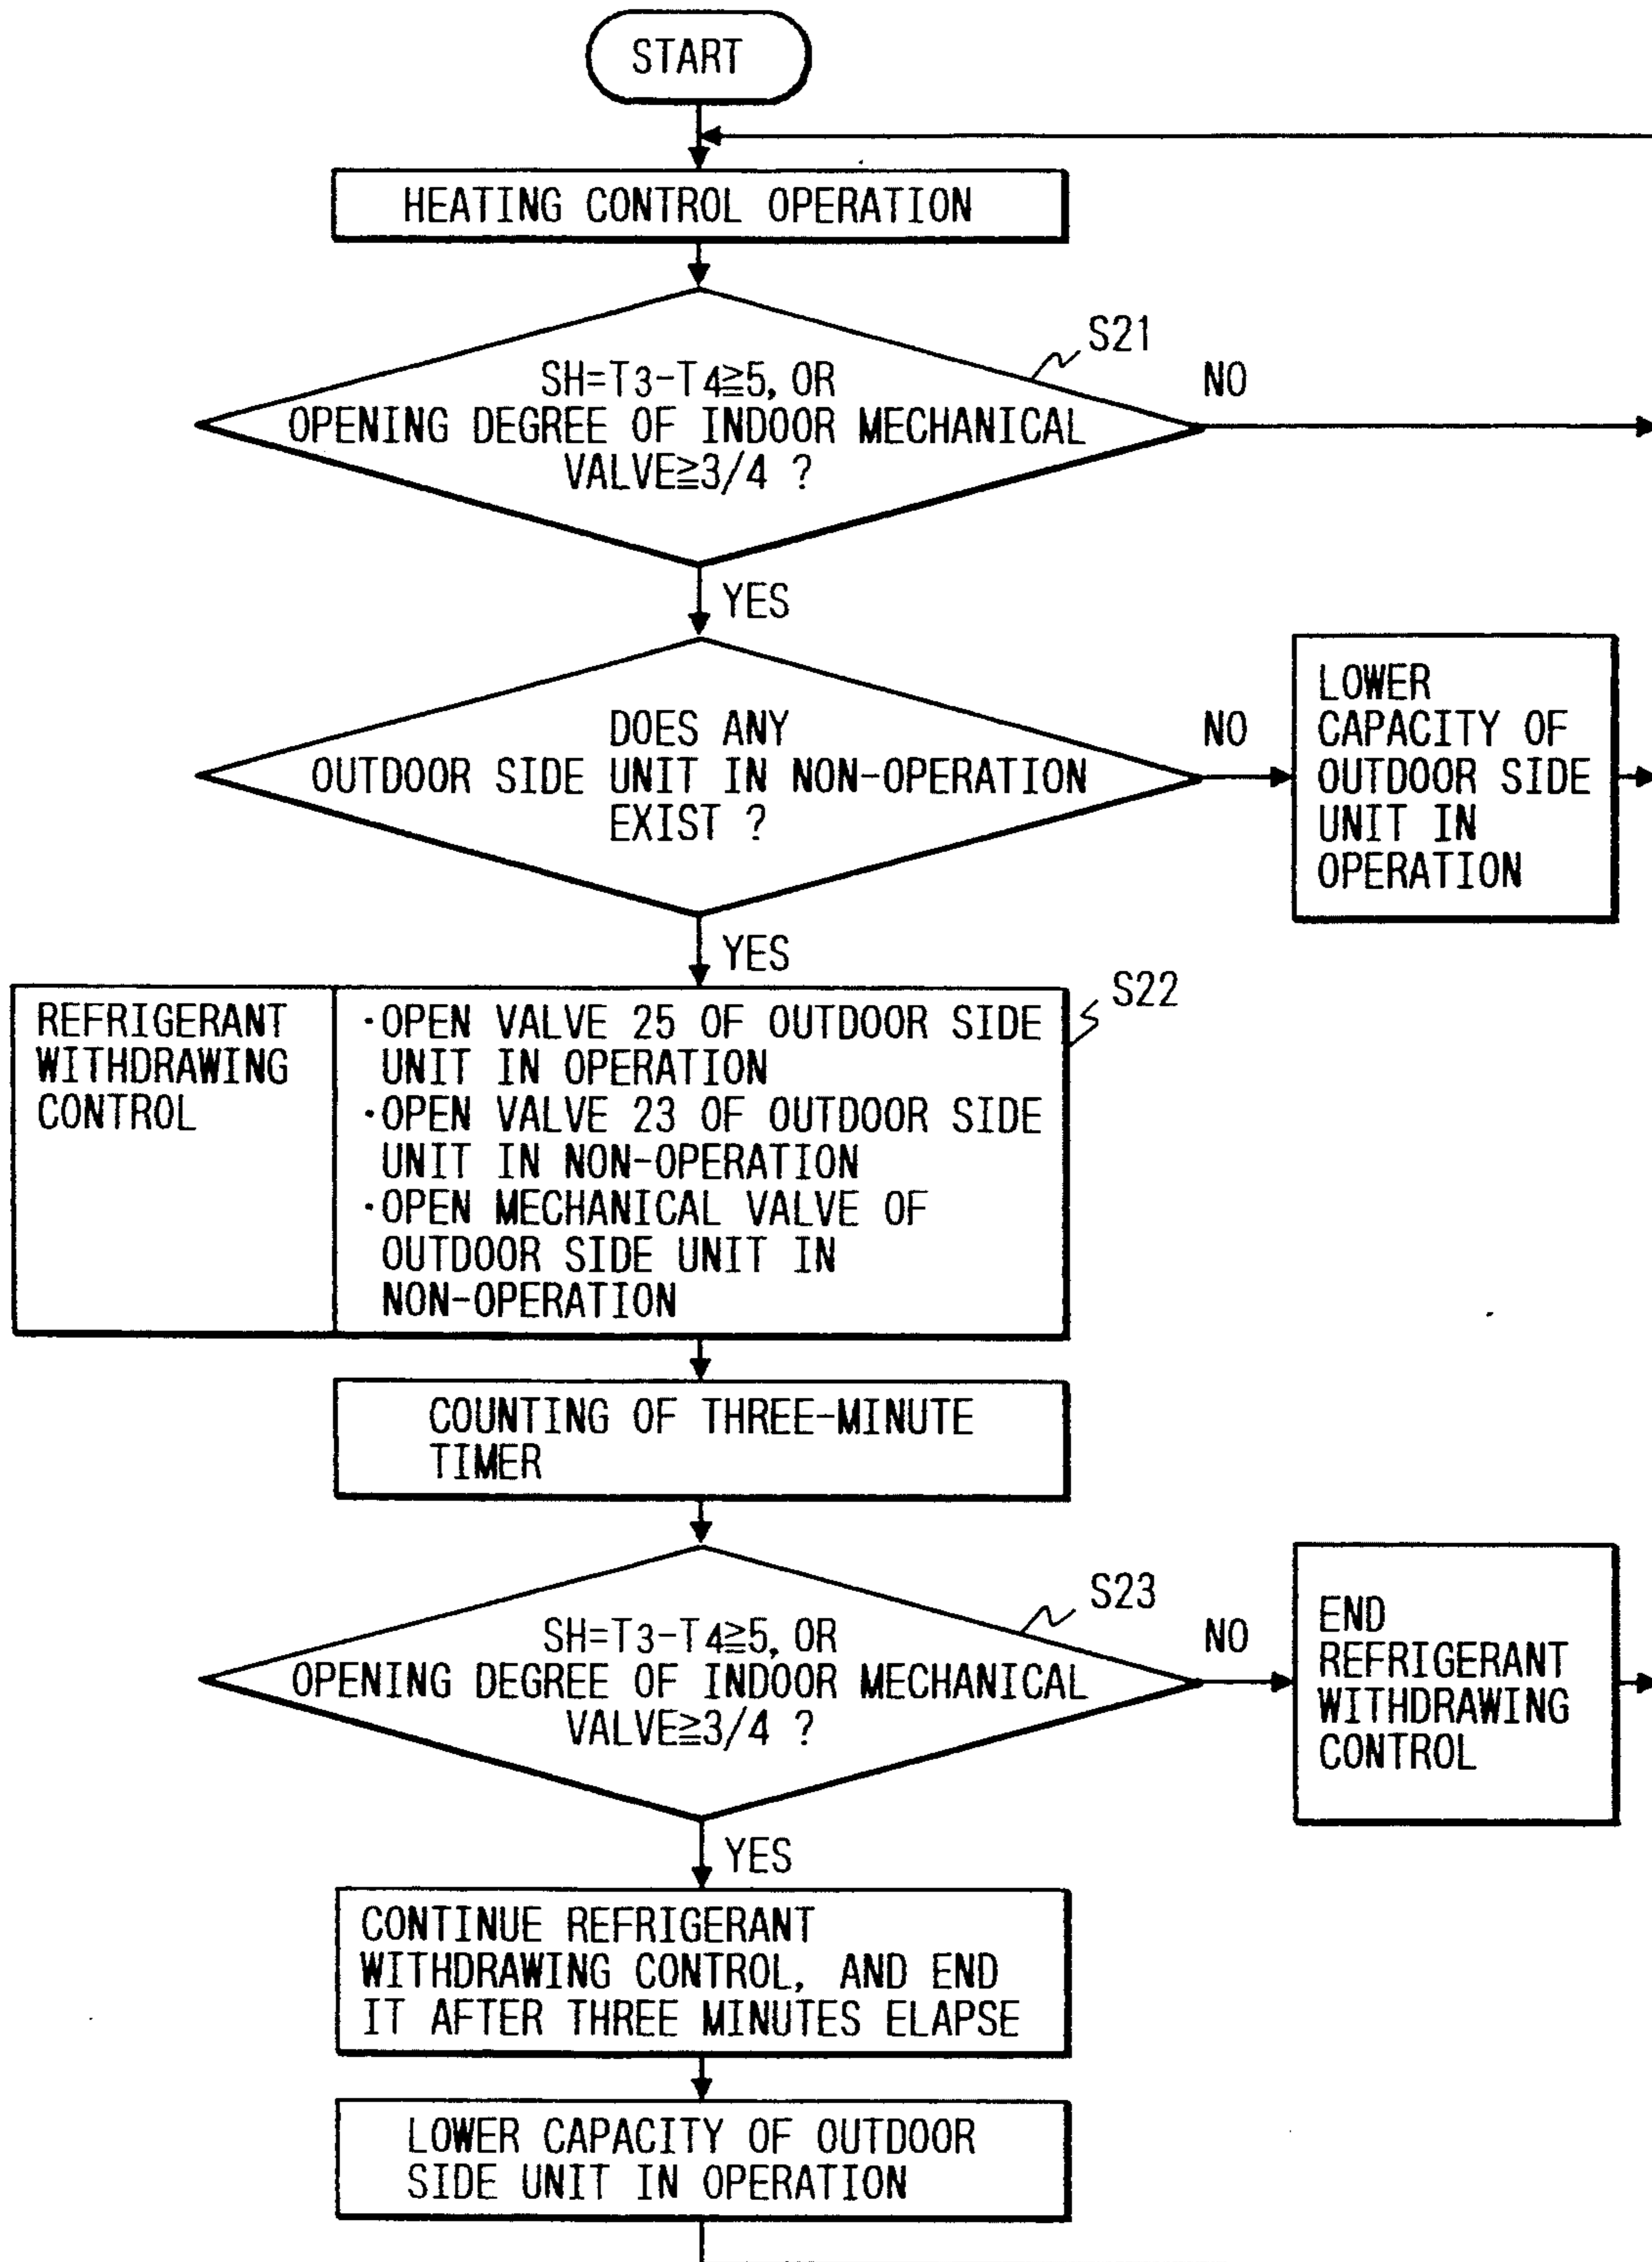 START
HEATING CONTROL OPERATION
S21
SH=T3-T4≧5, OR
OPENING DEGREE OF INDOOR MECHANICAL
VALVE≧3/4 ?
NO
YES
DOES ANY
OUTDOOR SIDE UNIT IN NON-OPERATION
EXIST ?
NO
LOWER
CAPACITY OF
OUTDOOR SIDE
UNIT IN
OPERATION
YES
S22
REFRIGERANT
WITHDRAWING
CONTROL
·OPEN VALVE 25 OF OUTDOOR SIDE
UNIT IN OPERATION
·OPEN VALVE 23 OF OUTDOOR SIDE
UNIT IN NON-OPERATION
·OPEN MECHANICAL VALVE OF
OUTDOOR SIDE UNIT IN
NON-OPERATION
COUNTING OF THREE-MINUTE
TIMER
S23
SH=T3-T4≧5, OR
OPENING DEGREE OF INDOOR MECHANICAL
VALVE≧3/4 ?
NO
END
REFRIGERANT
WITHDRAWING
CONTROL
YES
CONTINUE REFRIGERANT
WITHDRAWING CONTROL, AND END
IT AFTER THREE MINUTES ELAPSE
LOWER CAPACITY OF OUTDOOR
SIDE UNIT IN OPERATION